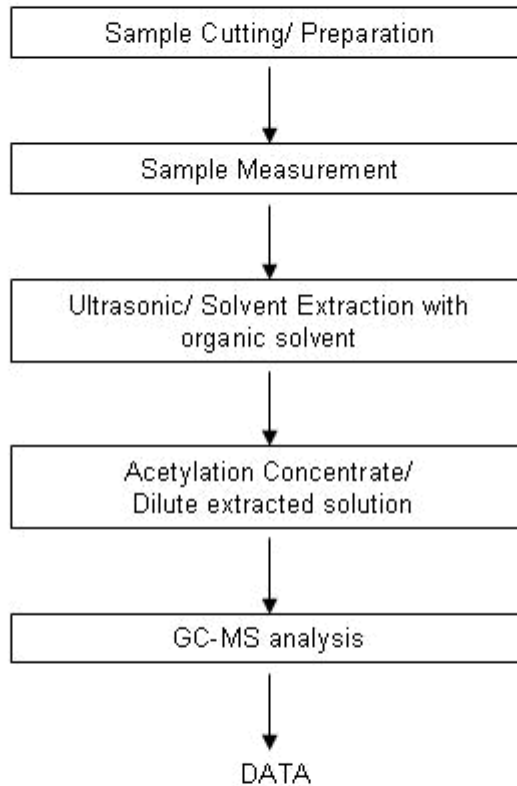 Sample Cutting/ Preparation
Sample Measurement
Ultrasonic/ Solvent Extraction with
organic solvent
Acetylation Concentrate/
Dilute extracted solution
GC-MS analysis
DATA